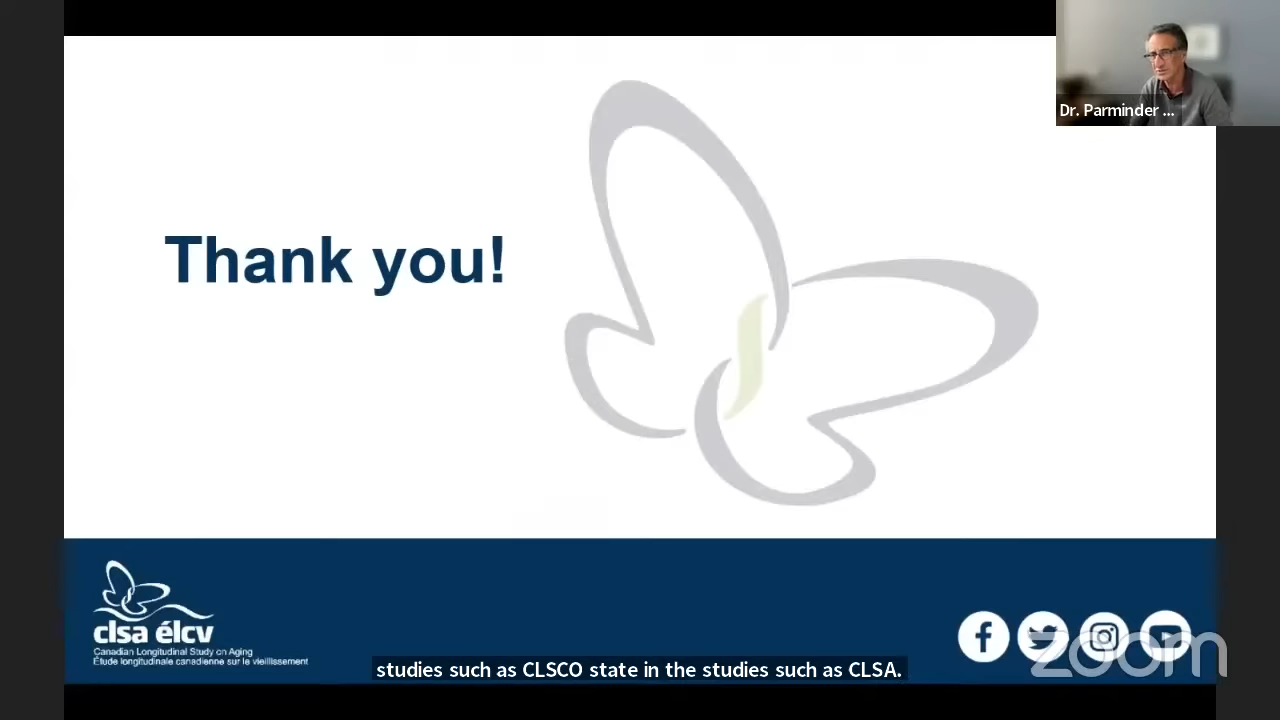 Dr. Parminder ...
Thank you!
clsa élcv
Canadian Longitudinal Study on Aging
Étude longitudinale canadienne sur le vieillissement
studies such as CLSCO state in the studies such as CLSA.
zoom